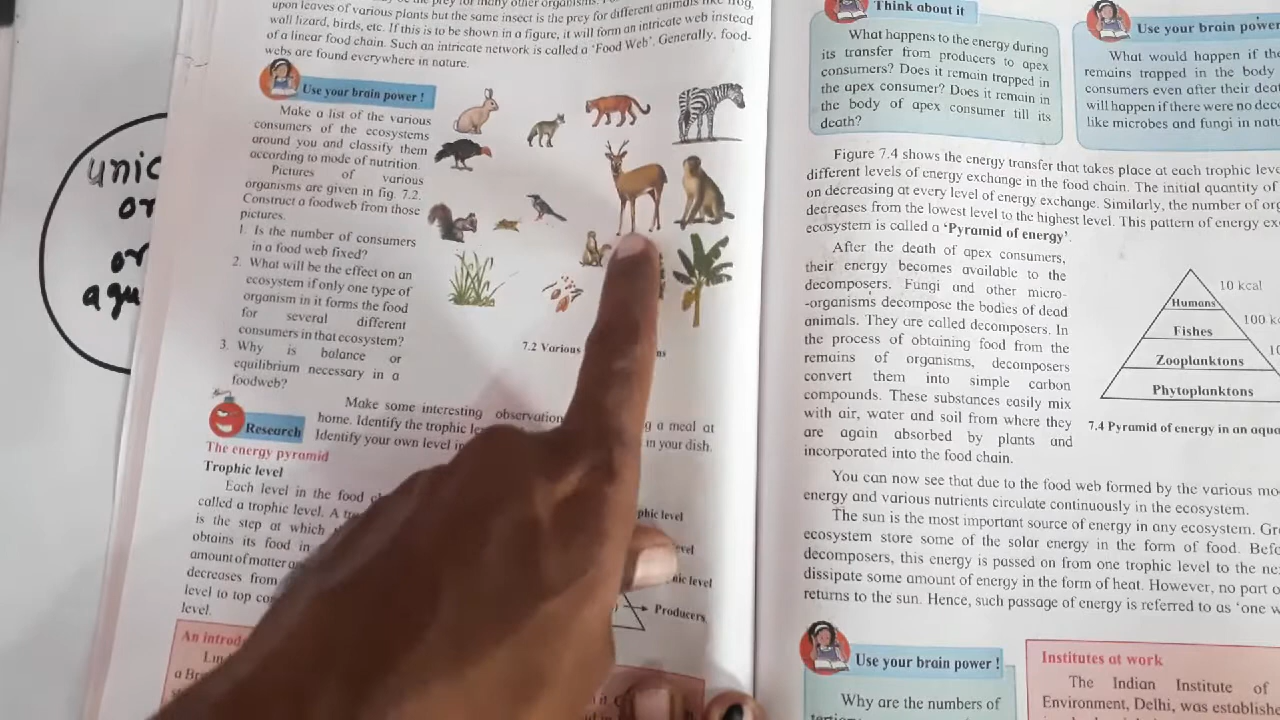 unic
or
or
aqu
be the prey for many other organisms.
upon leaves of various plants but the same insect is the prey for different animals like frog,
wall lizard, birds, etc. If this is to be shown in a figure, it will form an intricate web instead
of a linear food chain. Such an intricate network is called a ‘Food Web’. Generally, food-
webs are found everywhere in nature.
Use your brain power !
Make a list of the various
consumers of the ecosystems
around you and classify them
according to mode of nutrition.
Pictures of various
organisms are given in fig. 7.2.
Construct a foodweb from those
pictures.
1. Is the number of consumers
in a food web fixed?
2. What will be the effect on an
ecosystem if only one type of
organism in it forms the food
for several different
consumers in that ecosystem?
3. Why is balance or
equilibrium necessary in a
foodweb?
7.2 Various
ns
Research
Make some interesting observation
g a meal at
home. Identify the trophic le
in your dish.
Identify your own level in
The energy pyramid
Trophic level
Each level in the food
called a trophic level. A
is the step at which
obtains its food in
amount of matter
decreases from
level to top con
level.
phic level
evel
hic level
Producers
An introd
Lin
a Br
Think about it
What happens to the energy during
its transfer from producers to apex
consumers? Does it remain trapped in
the apex consumer? Does it remain in
the body of apex consumer till its
death?
Use your brain power
What would happen if the
remains trapped in the body
consumers even after their dea
will happen if there were no dec
like microbes and fungi in natu
Figure 7.4 shows the energy transfer that takes place at each trophic leve
different levels of energy exchange in the food chain. The initial quantity of
on decreasing at every level of energy exchange. Similarly, the number of org
decreases from the lowest level to the highest level. This pattern of energy ex
ecosystem is called a ‘Pyramid of energy’.
After the death of apex consumers,
their energy becomes available to the
decomposers. Fungi and other micro-
-organisms decompose the bodies of dead
animals. They are called decomposers. In
the process of obtaining food from the
remains of organisms, decomposers
convert them into simple carbon
compounds. These substances easily mix
with air, water and soil from where they
are again absorbed by plants and
incorporated into the food chain.
10 kcal
Humans
100 k
Fishes
Zooplanktons
Phytoplanktons
7.4 Pyramid of energy in an aqua
You can now see that due to the food web formed by the various mo
energy and various nutrients circulate continuously in the ecosystem.
The sun is the most important source of energy in any ecosystem. Gre
ecosystem store some of the solar energy in the form of food. Befo
decomposers, this energy is passed on from one trophic level to the ne
dissipate some amount of energy in the form of heat. However, no part o
returns to the sun. Hence, such passage of energy is referred to as ‘one w
Use your brain power !
Why are the numbers of
Institutes at work
The Indian Institute of
Environment, Delhi, was establishe